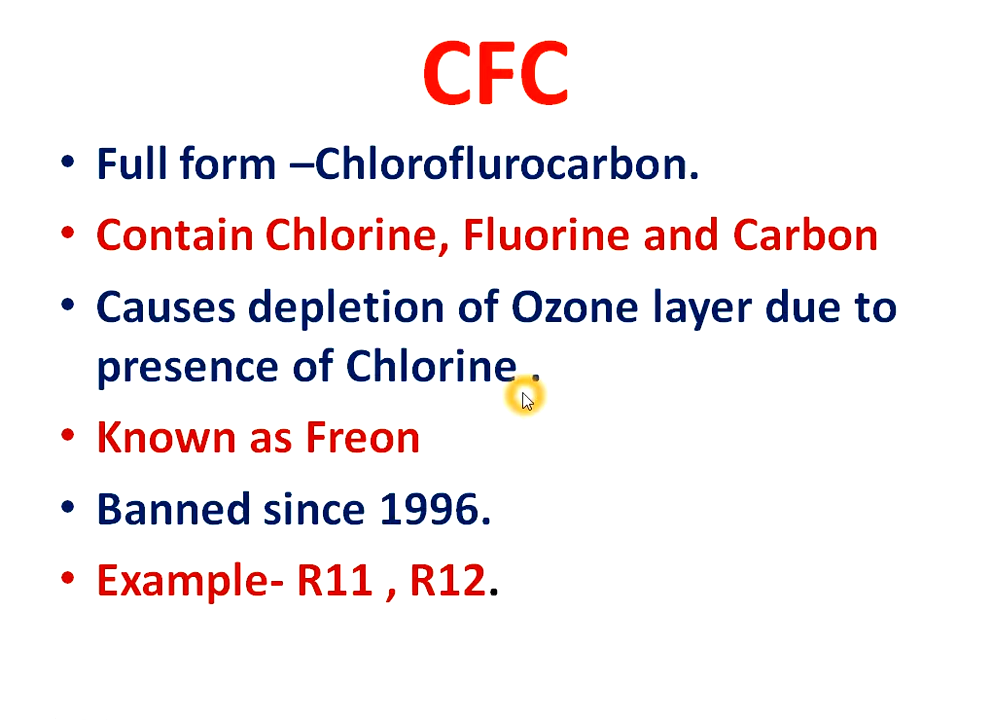 CFC
• Full form –Chloroflurocarbon.
• Contain Chlorine, Fluorine and Carbon
• Causes depletion of Ozone layer due to
presence of Chlorine .
• Known as Freon
• Banned since 1996.
• Example- R11 , R12.